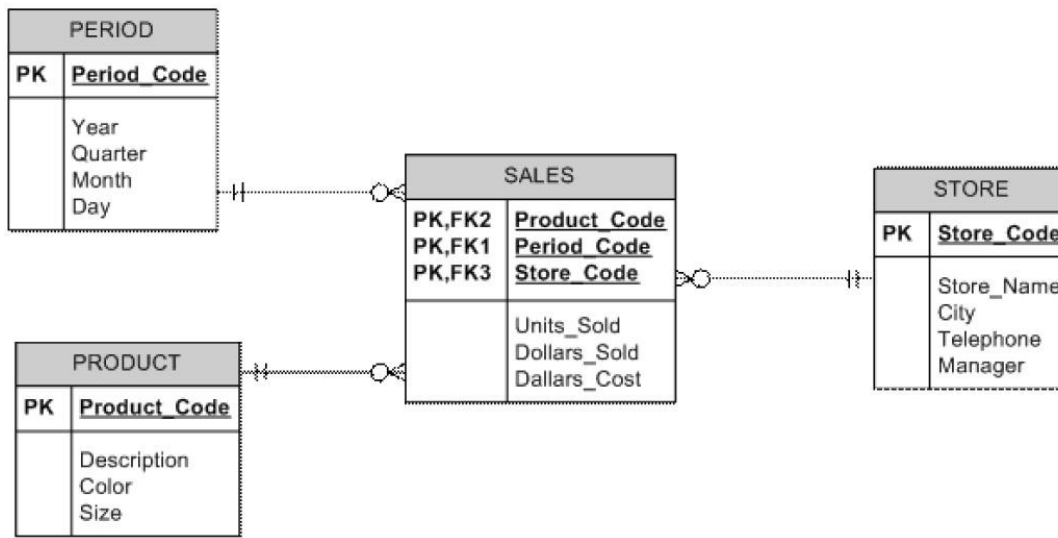 PERIOD
PK Period_Code
Year
Quarter
Month
Day
SALES
PK,FK2 Product_Code
PK,FK1 Period_Code
PK,FK3 Store_Code
Units_Sold
Dollars_Sold
Dallars_Cost
STORE
PK Store_Code
Store_Name
City
Telephone
Manager
PRODUCT
PK Product_Code
Description
Color
Size